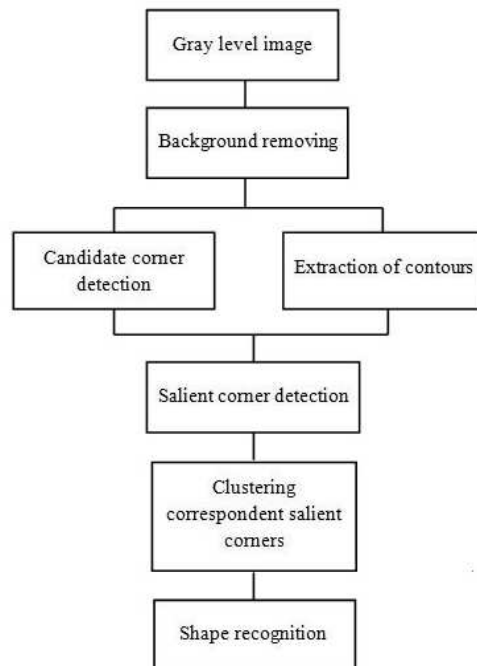 Gray level image
Background removing
Candidate corner
detection
Extraction of contours
Salient corner detection
Clustering
correspondent salient
corners
Shape recognition